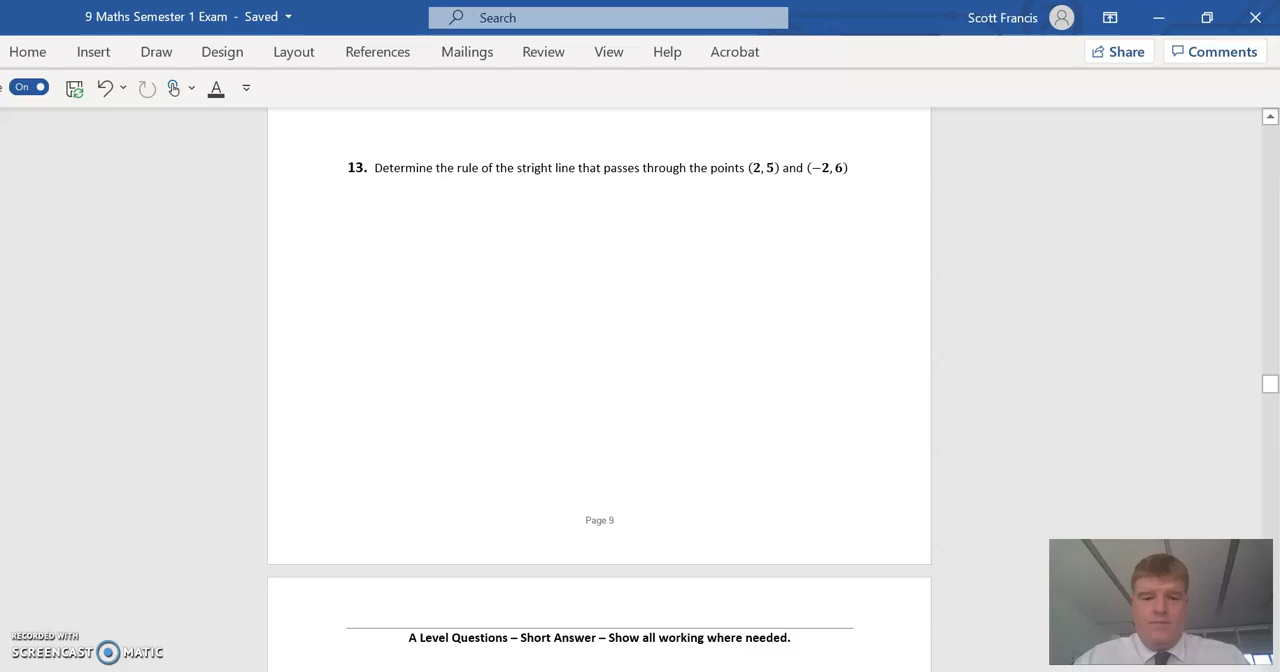 9 Maths Semester 1 Exam - Saved
Search
Scott Francis
Home Insert Draw Design Layout References Mailings Review View Help Acrobat Share Comments
e On
13. Determine the rule of the stright line that passes through the points (2, 5) and (−2, 6)
Page 9
A Level Questions – Short Answer – Show all working where needed.
RECORDED WITH
SCREENCAST MATIC